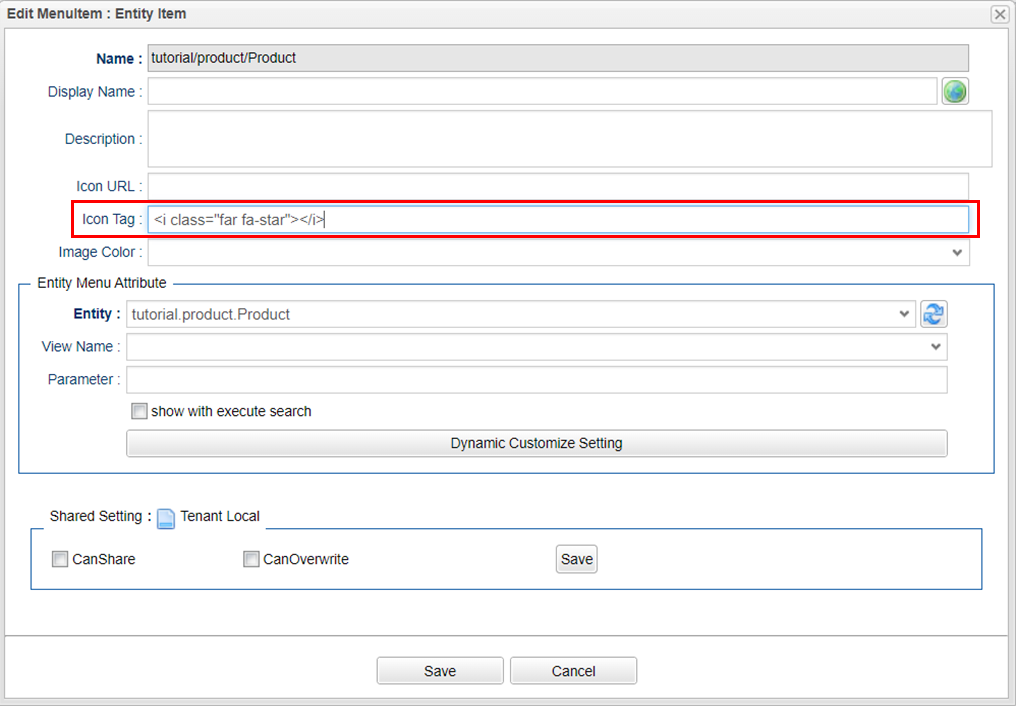 Edit MenuItem : Entity Item
Name : tutorial/product/Product
Display Name :
Description :
Icon URL :
Icon Tag : <i class="far fa-star"></i>
Image Color :
Entity Menu Attribute
Entity : tutorial.product.Product
View Name :
Parameter :
show with execute search
Dynamic Customize Setting
Shared Setting : Tenant Local
CanShare CanOverwrite Save
Save Cancel